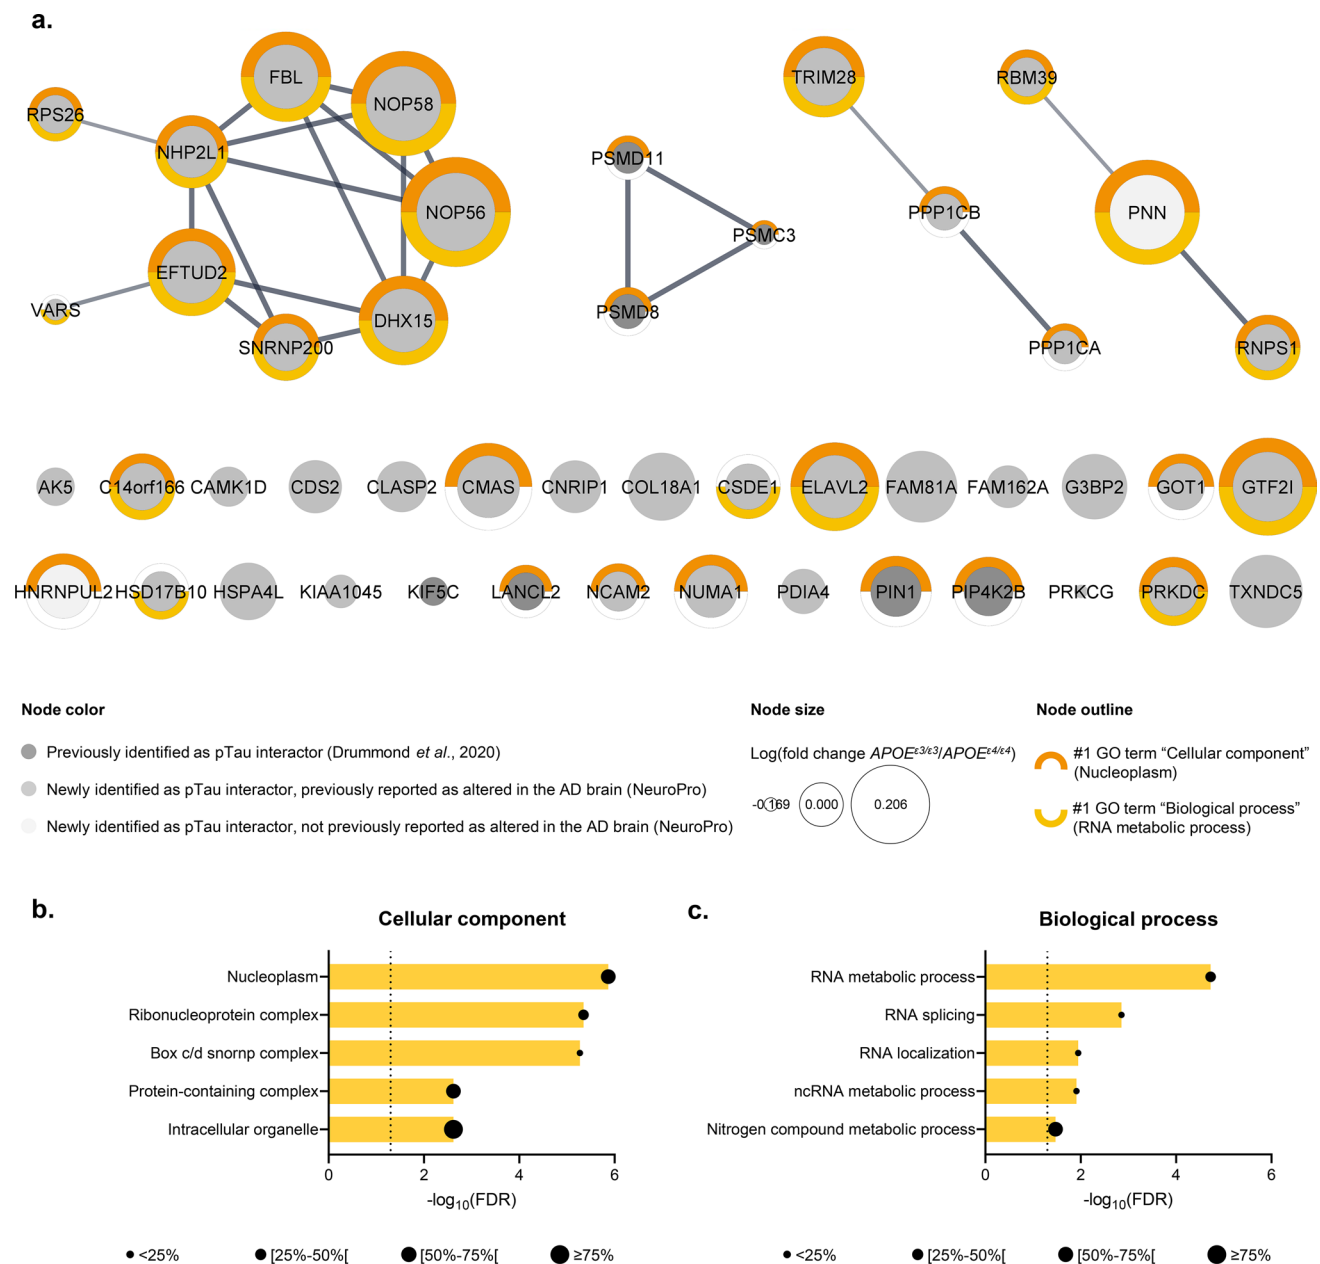 a.
FBL
NOP58
TRIM28
RBM39
RPS26
NHP2L1
PSMD11
NOP56
PPP1CB
PNN
PSMC3
EFTUD2
VARS
PSMD8
DHX15
SNRNP200
PPP1CA
RNPS1
AK5 C14orf166 CAMK1D CDS2 CLASP2 CMAS CNRIP1 COL18A1 CSDE1 ELAVL2 FAM81A FAM162A G3BP2 GOT1 GTF2I
HNRNPUL2 HSD17B10 HSPA4L KIAA1045 KIF5C LANCL2 NCAM2 NUMA1 PDIA4 PIN1 PIP4K2B PRKCG PRKDC TXNDC5
Node color
Previously identified as pTau interactor (Drummond et al., 2020)
Newly identified as pTau interactor, previously reported as altered in the AD brain (NeuroPro)
Newly identified as pTau interactor, not previously reported as altered in the AD brain (NeuroPro)
Node size
Log(fold change APOE^ε3/ε3/APOE^ε4/ε4)
-0.169 0.000 0.206
Node outline
#1 GO term “Cellular component”
(Nucleoplasm)
#1 GO term “Biological process”
(RNA metabolic process)
b.
Cellular component
Nucleoplasm
Ribonucleoprotein complex
Box c/d snornp complex
Protein-containing complex
Intracellular organelle
0 2 4 6
-log10(FDR)
<25% [25%-50%[ [50%-75%[ ≥75%
c.
Biological process
RNA metabolic process
RNA splicing
RNA localization
ncRNA metabolic process
Nitrogen compound metabolic process
0 2 4 6
-log10(FDR)
<25% [25%-50%[ [50%-75%[ ≥75%